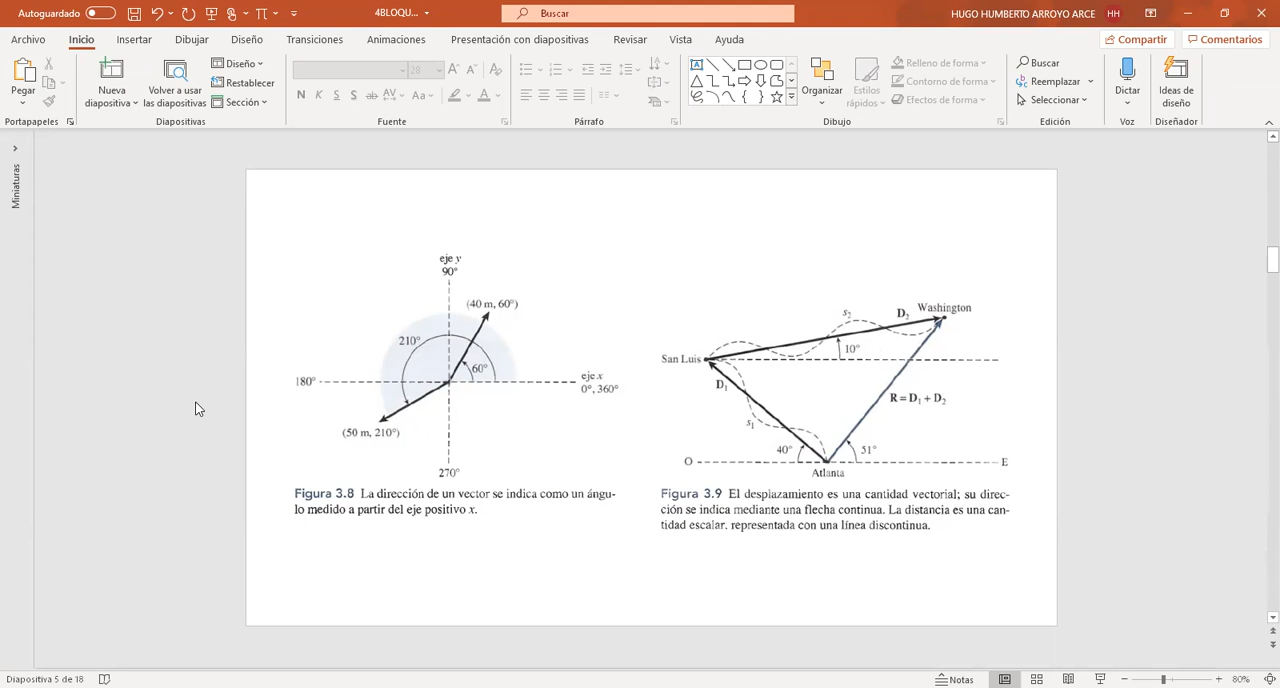 Autoguardado
4BLOQU...
Buscar
HUGO HUMBERTO ARROYO ARCE
HH
Archivo
Inicio
Insertar
Dibujar
Diseño
Transiciones
Animaciones
Presentación con diapositivas
Revisar
Vista
Ayuda
Compartir
Comentarios
Pegar
Nueva
diapositiva
Volver a usar
las diapositivas
Diseño
Restablecer
Sección
28
N K S S ab AV Aa A
Organizar
Estilos
rápidos
Relleno de forma
Contorno de forma
Efectos de forma
Buscar
Reemplazar
Seleccionar
Dictar
Ideas de
diseño
Portapapeles
Diapositivas
Fuente
Párrafo
Dibujo
Edición
Voz
Diseñador
Miniaturas
eje y
90°
(40 m, 60°)
210°
60°
180°
eje x
0°, 360°
(50 m, 210°)
270°
Figura 3.8 La dirección de un vector se indica como un ángu-
lo medido a partir del eje positivo x.
Washington
s₂
D₂
San Luis
10°
D₁
R = D₁ + D₂
s₁
40°
51°
O
E
Atlanta
Figura 3.9 El desplazamiento es una cantidad vectorial; su direc-
ción se indica mediante una flecha continua. La distancia es una can-
tidad escalar, representada con una línea discontinua.
Diapositiva 5 de 18
Notas
80%